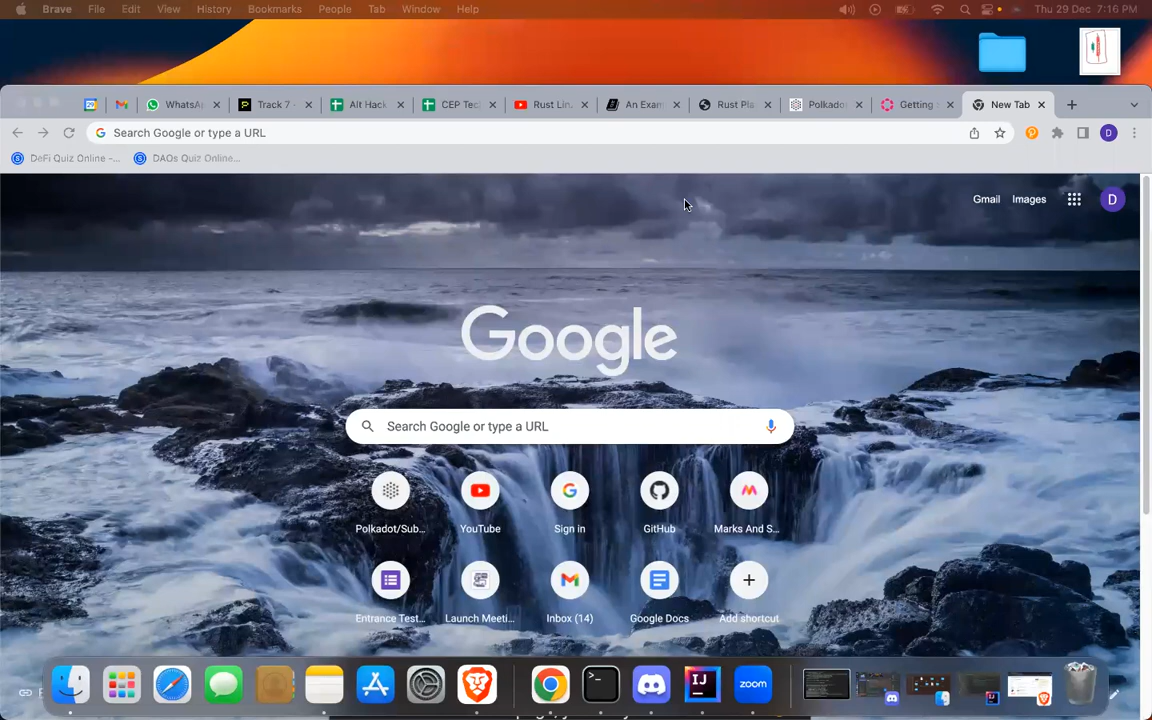 Brave File Edit View History Bookmarks People Tab Window Help Thu 29 Dec 7:16 PM
WhatsA Track 7 - Alt Hack CEP Tec Rust Lin An Exam Rust Pla Polkado Getting New Tab
Search Google or type a URL D
DeFi Quiz Online -... DAOs Quiz Online...
Gmail Images D
Google
Search Google or type a URL
Polkadot/Sub... YouTube Sign in GitHub Marks And S...
Entrance Test... Launch Meeti... Inbox (14) Google Docs Add shortcut
IJ zoom